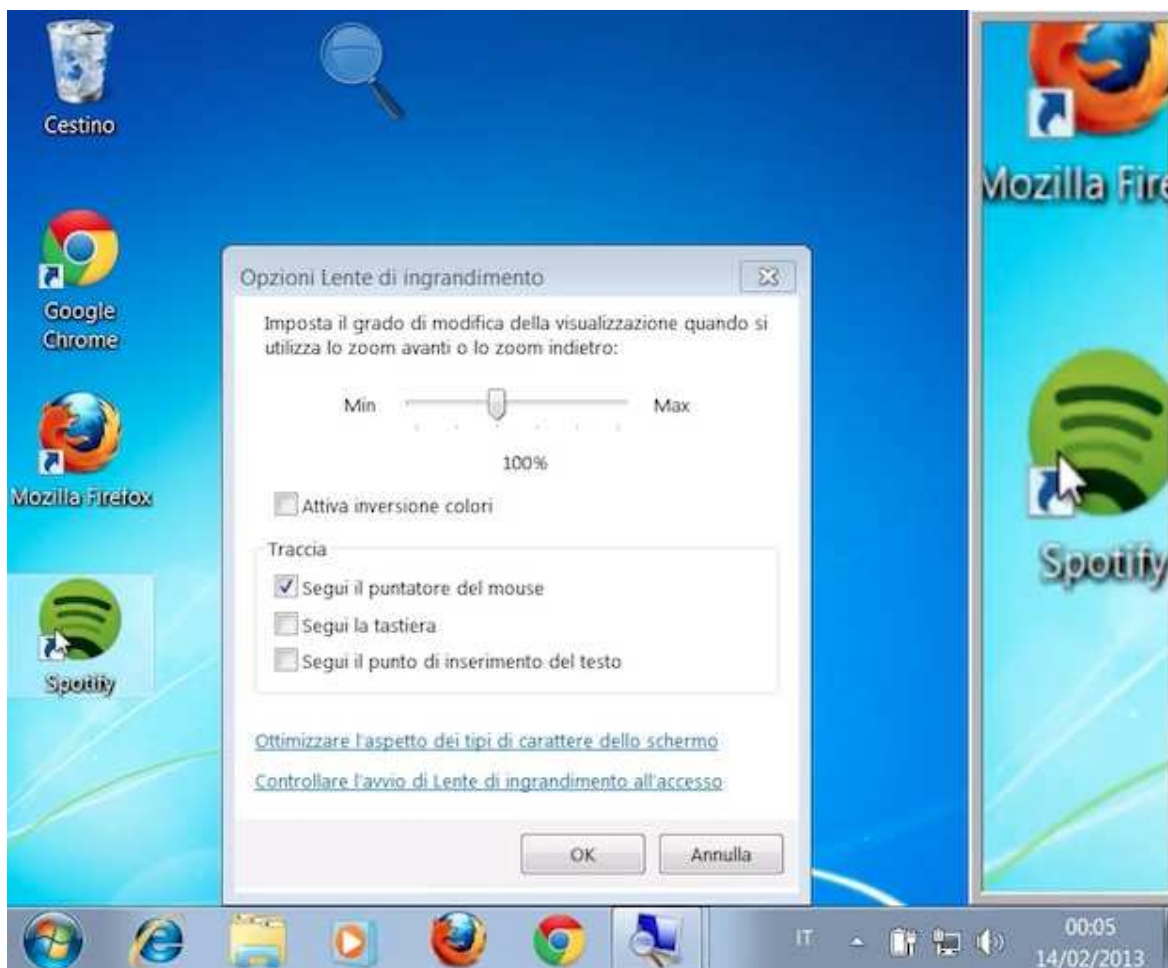 Cestino
Google
Chrome
Mozilla Firefox
Spotify
Opzioni Lente di ingrandimento
Imposta il grado di modifica della visualizzazione quando si
utilizza lo zoom avanti o lo zoom indietro:
Min Max
100%
Attiva inversione colori
Traccia
Segui il puntatore del mouse
Segui la tastiera
Segui il punto di inserimento del testo
Ottimizzare l'aspetto dei tipi di carattere dello schermo
Controllare l'avvio di Lente di ingrandimento all'accesso
OK Annulla
Mozilla Fire
Spotify
IT
00:05
14/02/2013